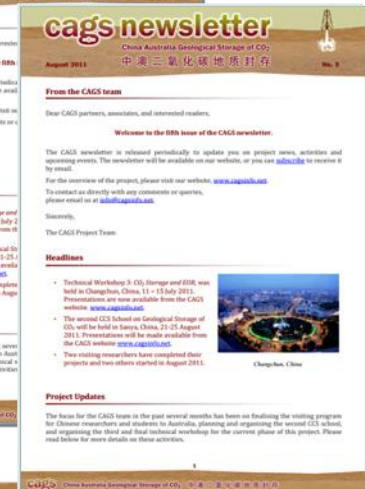 cags newsletter
China Australia Geological Storage of CO₂
中澳二氧化碳地质封存
August 2011
No. 5
From the CAGS team
Dear CAGS partners, associates, and interested readers,
Welcome to the fifth issue of the CAGS newsletter.
The CAGS newsletter is released periodically to update you on project news, activities and
upcoming events. The newsletter will be available on our website, or you can subscribe to receive it
by email.
For the overview of the project, please visit our website, www.cagsinfo.net.
To contact us directly with any comments or queries,
please email us at info@cagsinfo.net.
Sincerely,
The CAGS Project Team
Headlines
• Technical Workshop 3: CO₂ Storage and EOR, was
held in Changchun, China, 11 – 15 July 2011.
Presentations are now available from the CAGS
website. www.cagsinfo.net.
• The second CCS School on Geological Storage of
CO₂ will be held in Sanya, China, 21-25 August
2011. Presentations will be made available from
the CAGS website www.cagsinfo.net.
• Two visiting researchers have completed their
projects and two others started in August 2011.
Changchun, China
Project Updates
The focus for the CAGS team in the past several months has been on finalising the visiting program
for Chinese researchers and students to Australia, planning and organising the second CCS school,
and organising the third and final technical workshop for the current phase of this project. Please
read below for more details on these activities.
1
cags China Australia Geological Storage of CO₂ 中澳二氧化碳地质封存